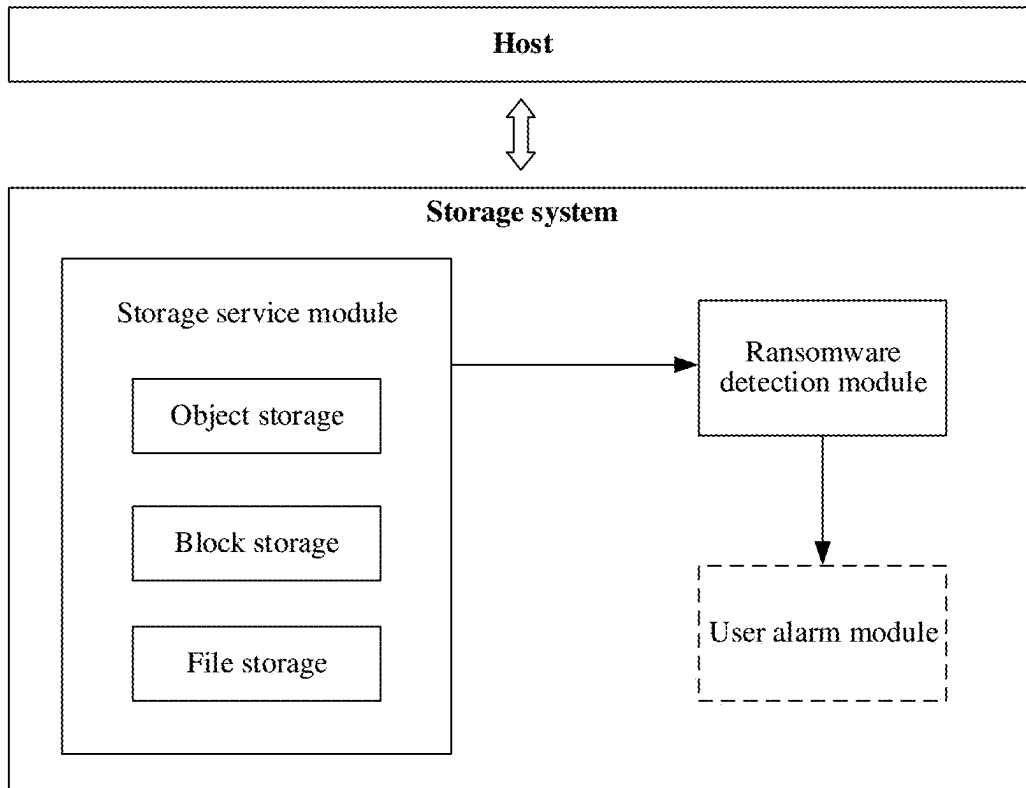 Host
Storage system
Storage service module
Object storage
Block storage
File storage
Ransomware
detection module
User alarm module